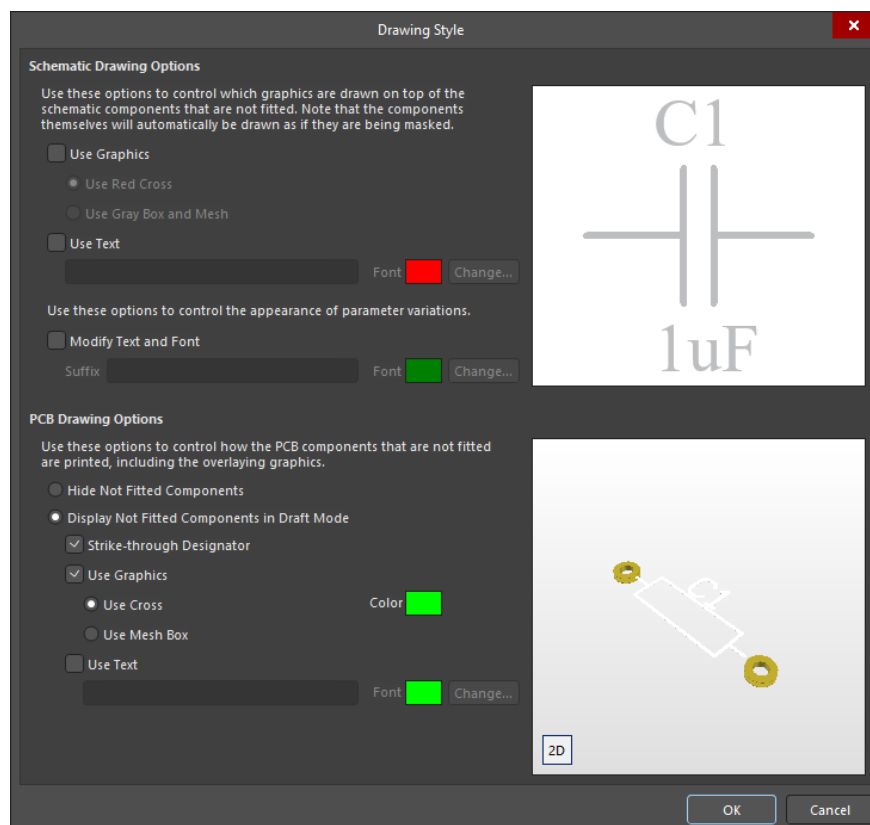 Drawing Style
Schematic Drawing Options
Use these options to control which graphics are drawn on top of the
schematic components that are not fitted. Note that the components
themselves will automatically be drawn as if they are being masked.
Use Graphics
Use Red Cross
Use Gray Box and Mesh
Use Text
Font
Change...
Use these options to control the appearance of parameter variations.
Modify Text and Font
Suffix
Font
Change...
C1
1uF
PCB Drawing Options
Use these options to control how the PCB components that are not fitted
are printed, including the overlaying graphics.
Hide Not Fitted Components
Display Not Fitted Components in Draft Mode
Strike-through Designator
Use Graphics
Use Cross
Color
Use Mesh Box
Use Text
Font
Change...
C1
2D
OK
Cancel